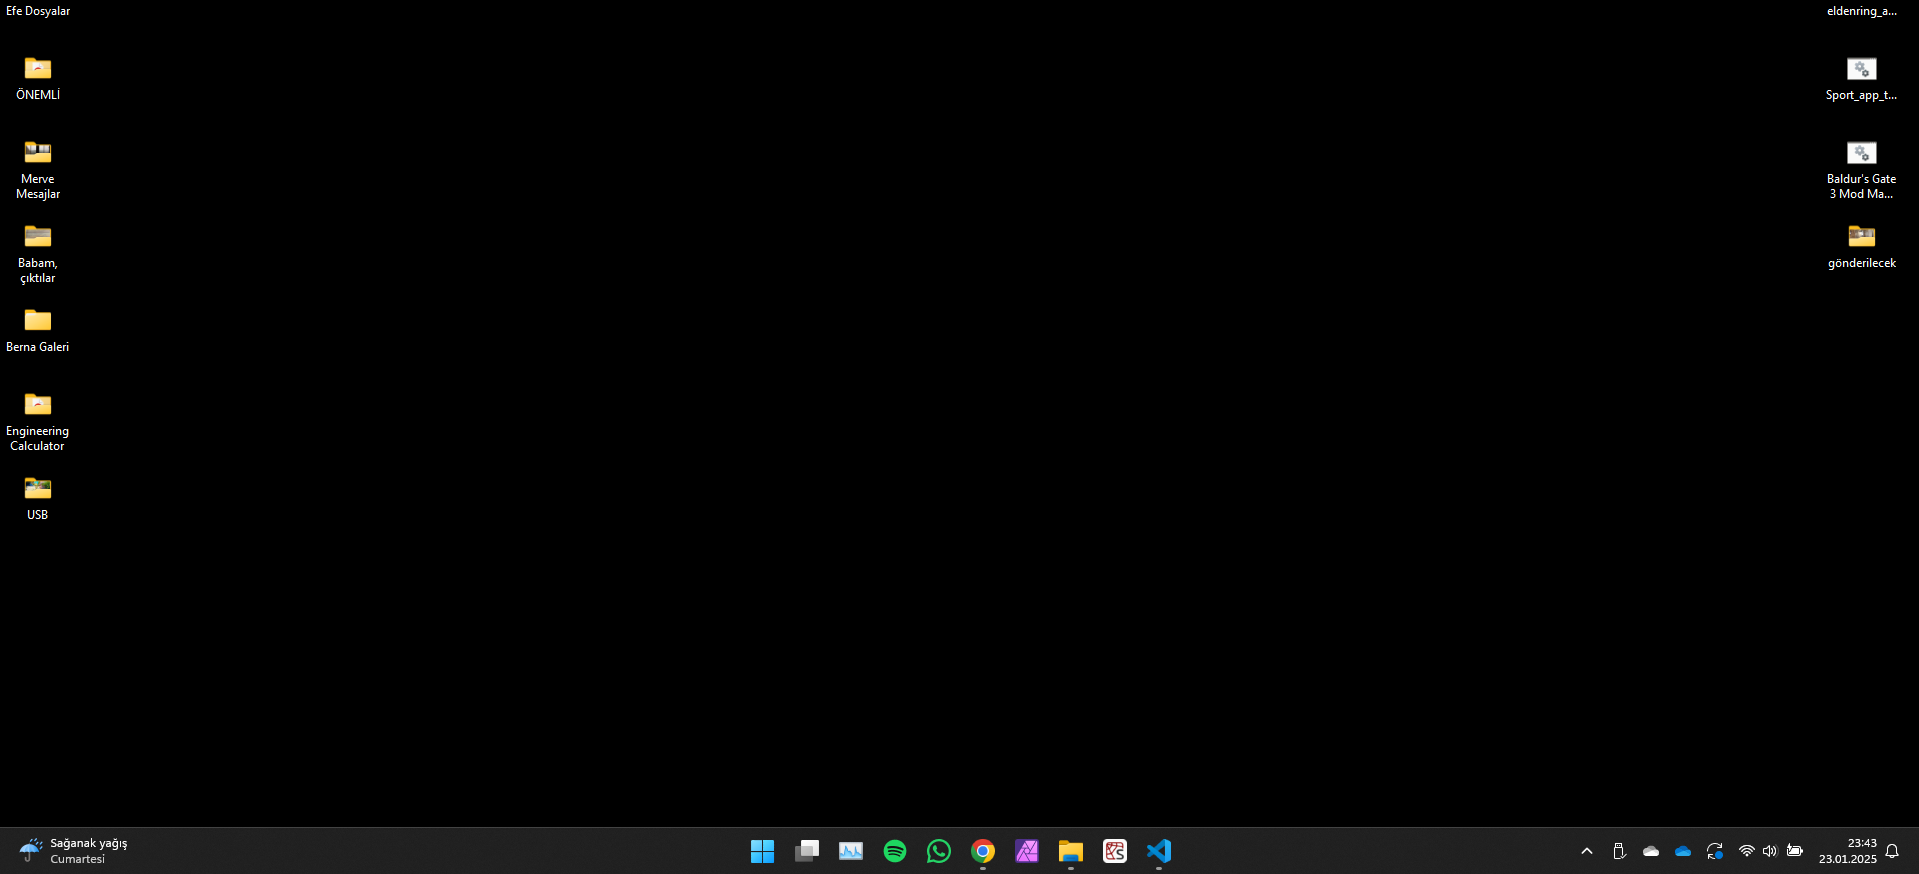 Efe Dosyalar
ÖNEMLİ
Merve
Mesajlar
Babam,
çıktılar
Berna Galeri
Engineering
Calculator
USB
eldenring_a...
Sport_app_t...
Baldur's Gate
3 Mod Ma...
gönderilecek
Sağanak yağış
Cumartesi
23:43
23.01.2025